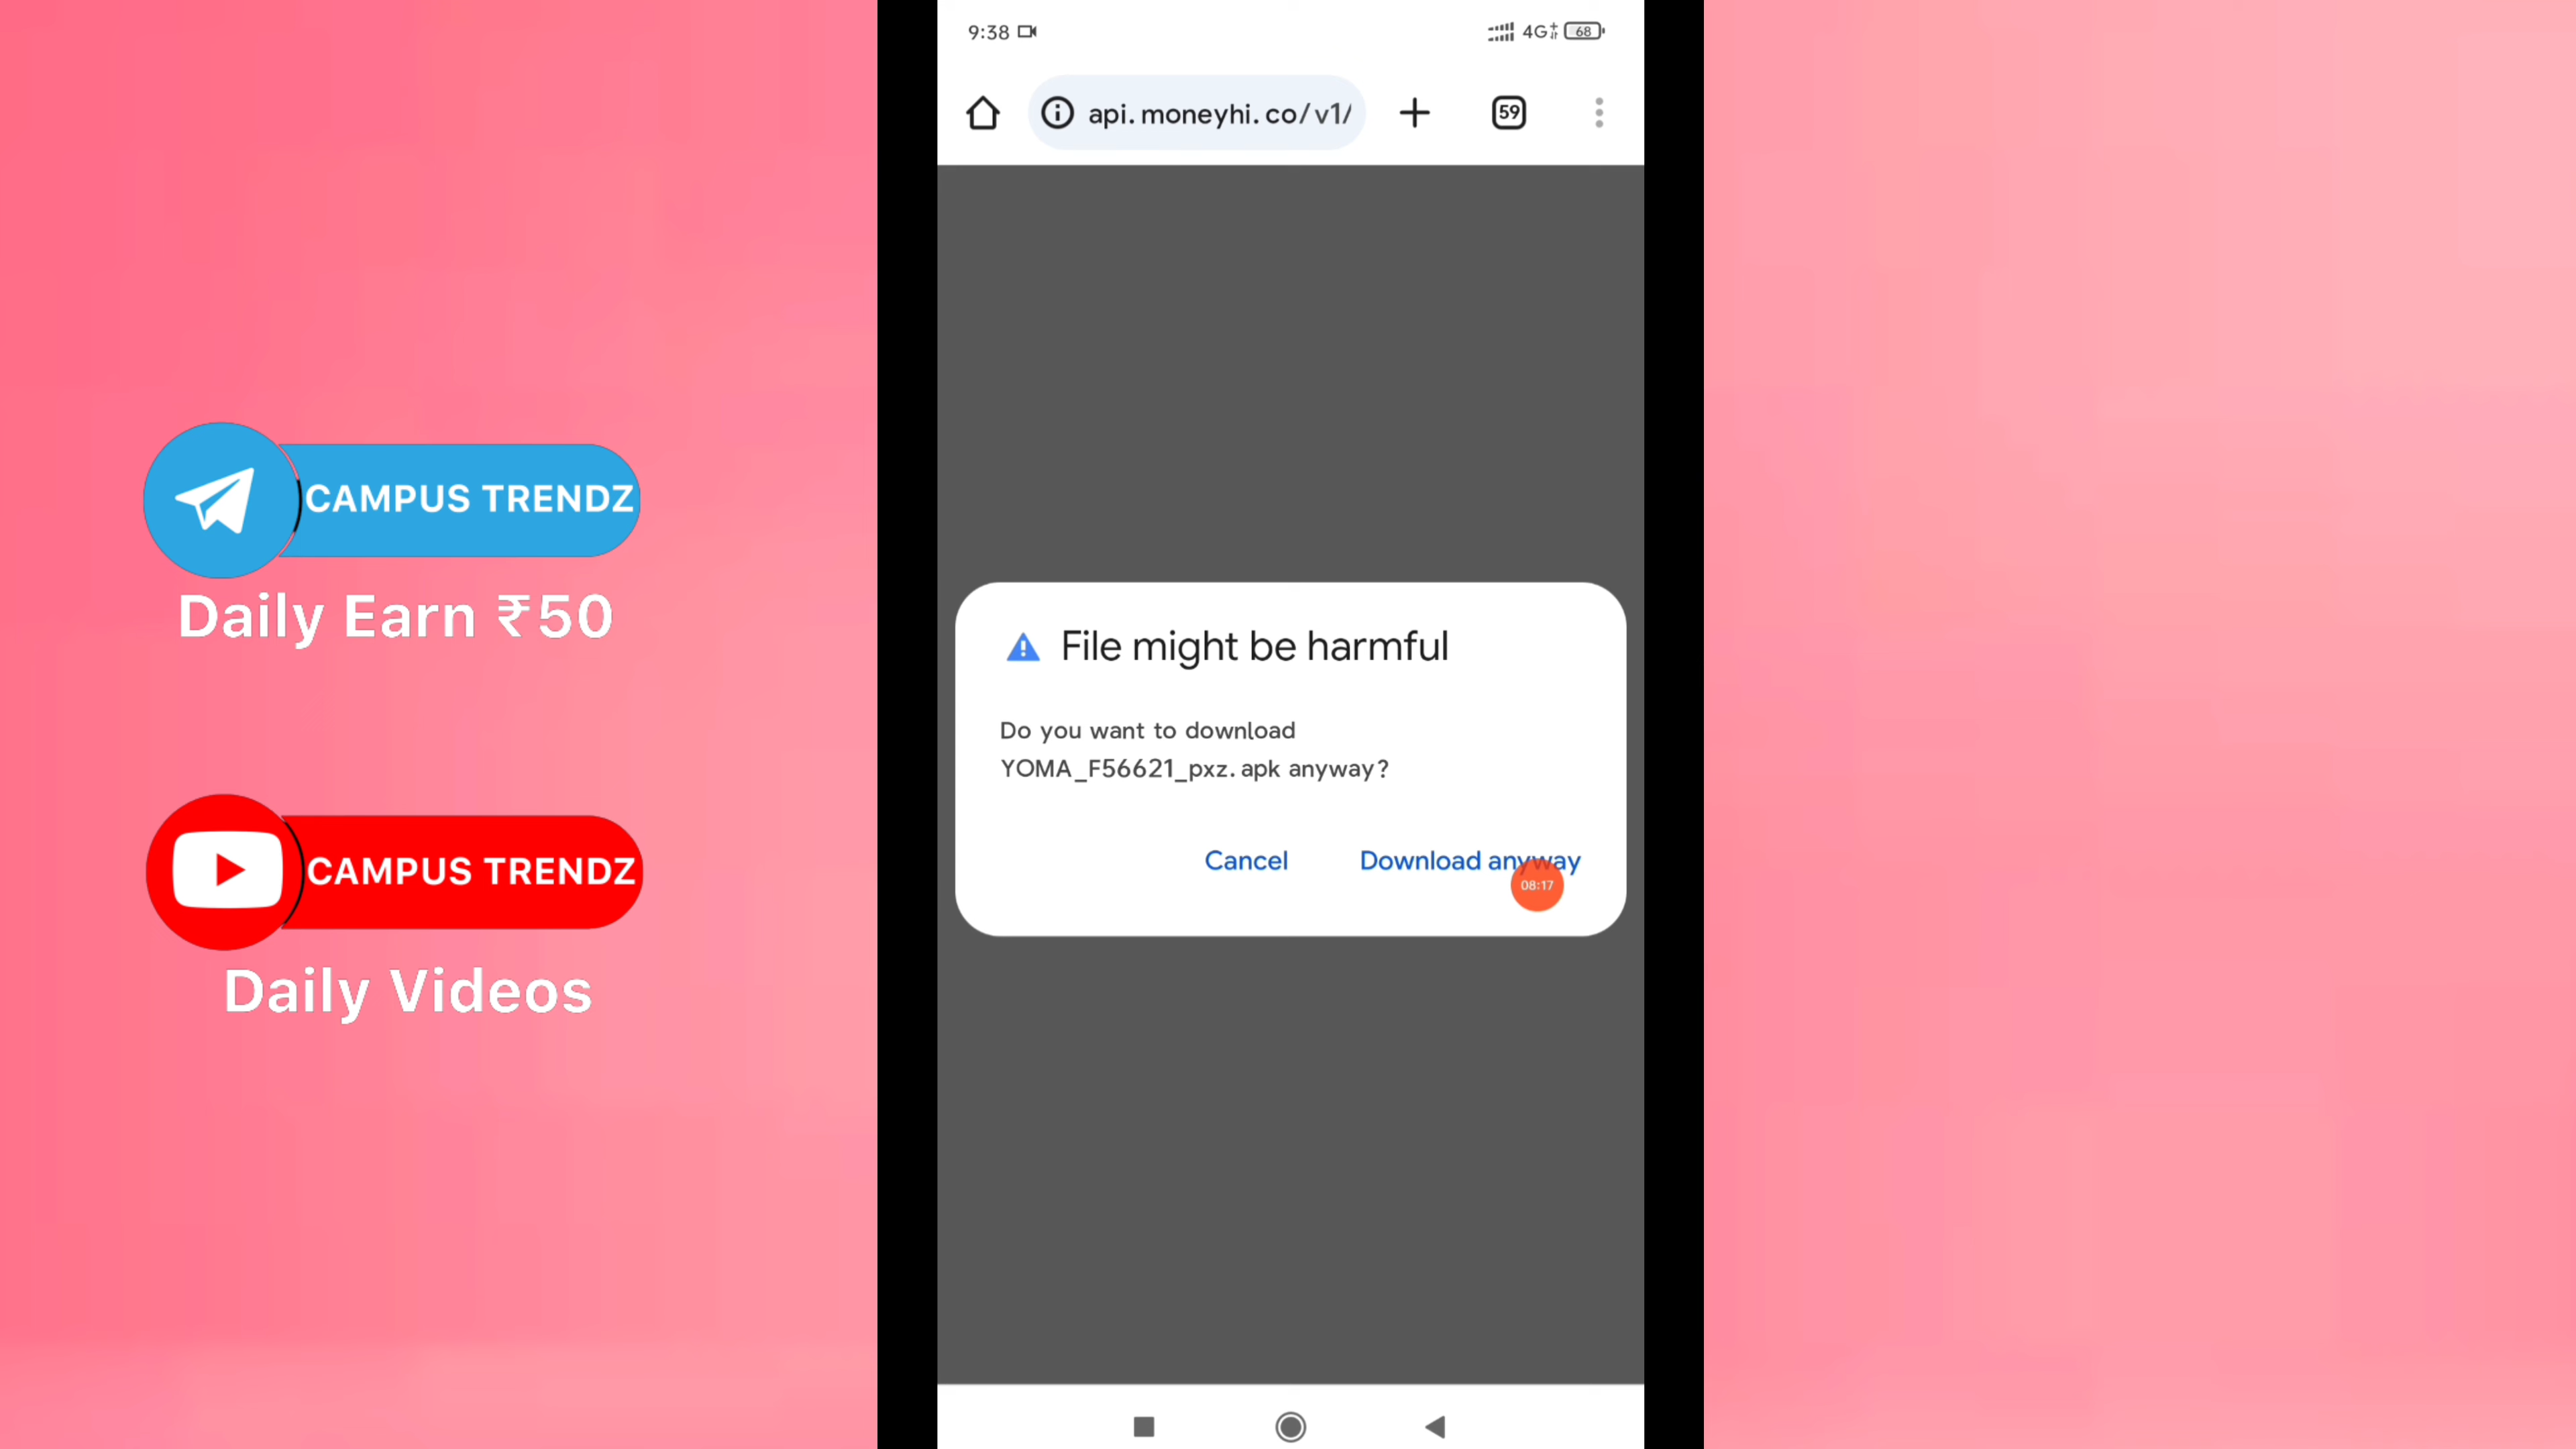 CAMPUS TRENDZ
Daily Earn ₹50
CAMPUS TRENDZ
Daily Videos
9:38
4G+ 68
api.moneyhi.co/v1/
59
File might be harmful
Do you want to download
YOMA_F56621_pxz.apk anyway?
Cancel Download anyway
08:17